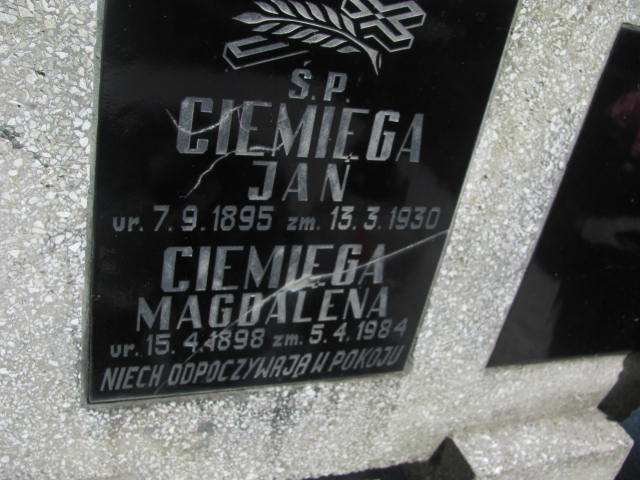 Ś.P.
CIEMIĘGA
JAN
ur. 7.9.1895 zm. 13.3.1930
CIEMIĘGA
MAGDALENA
ur. 15.4.1898 zm. 5.4.1984
NIECH ODPOCZYWAJĄ W POKOJU